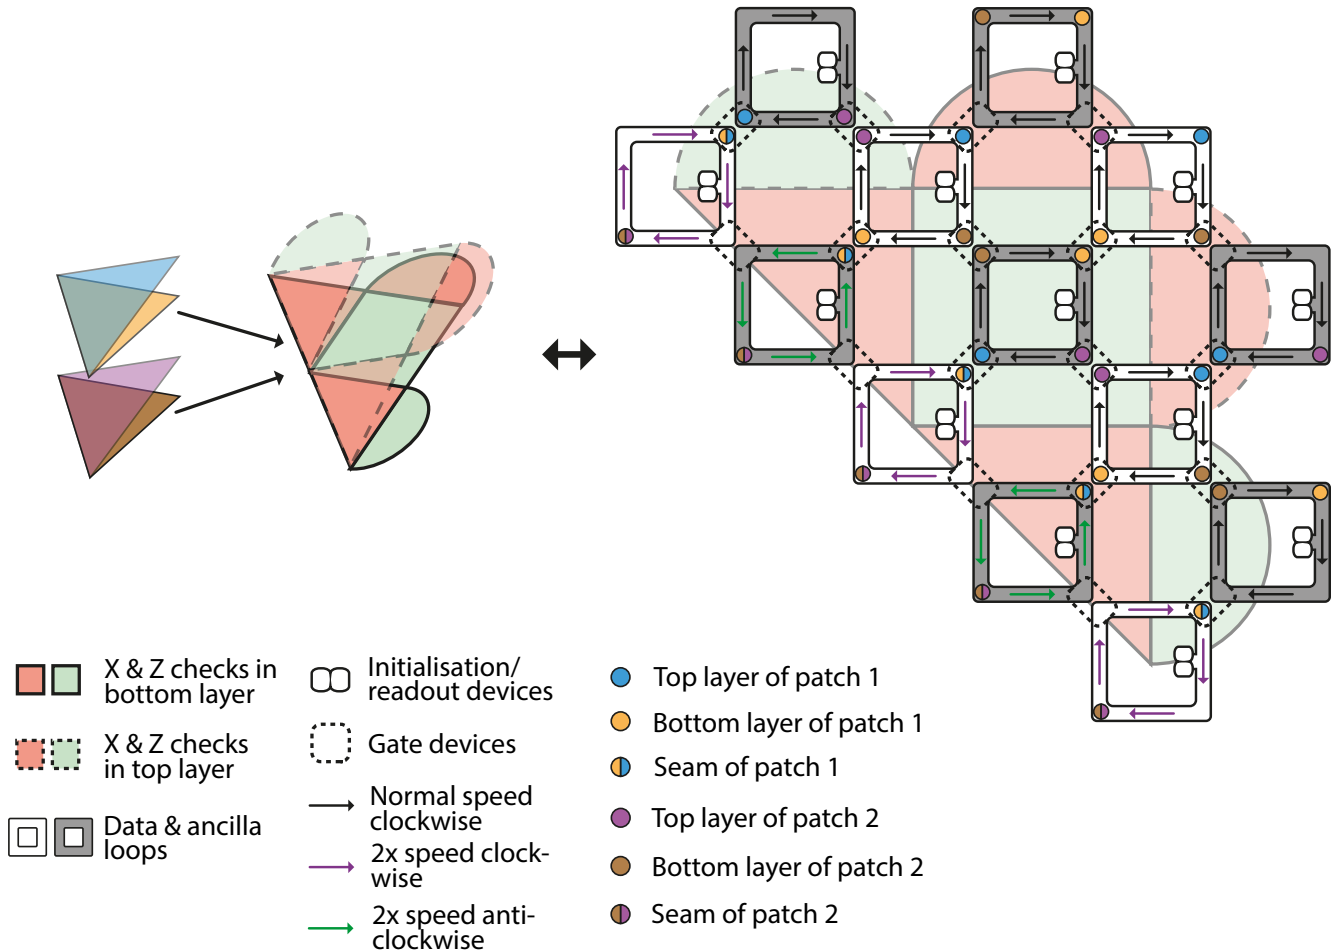 X & Z checks in
bottom layer
X & Z checks
in top layer
Data & ancilla
loops
Initialisation/
readout devices
Gate devices
Normal speed
clockwise
2x speed clock-
wise
2x speed anti-
clockwise
Top layer of patch 1
Bottom layer of patch 1
Seam of patch 1
Top layer of patch 2
Bottom layer of patch 2
Seam of patch 2